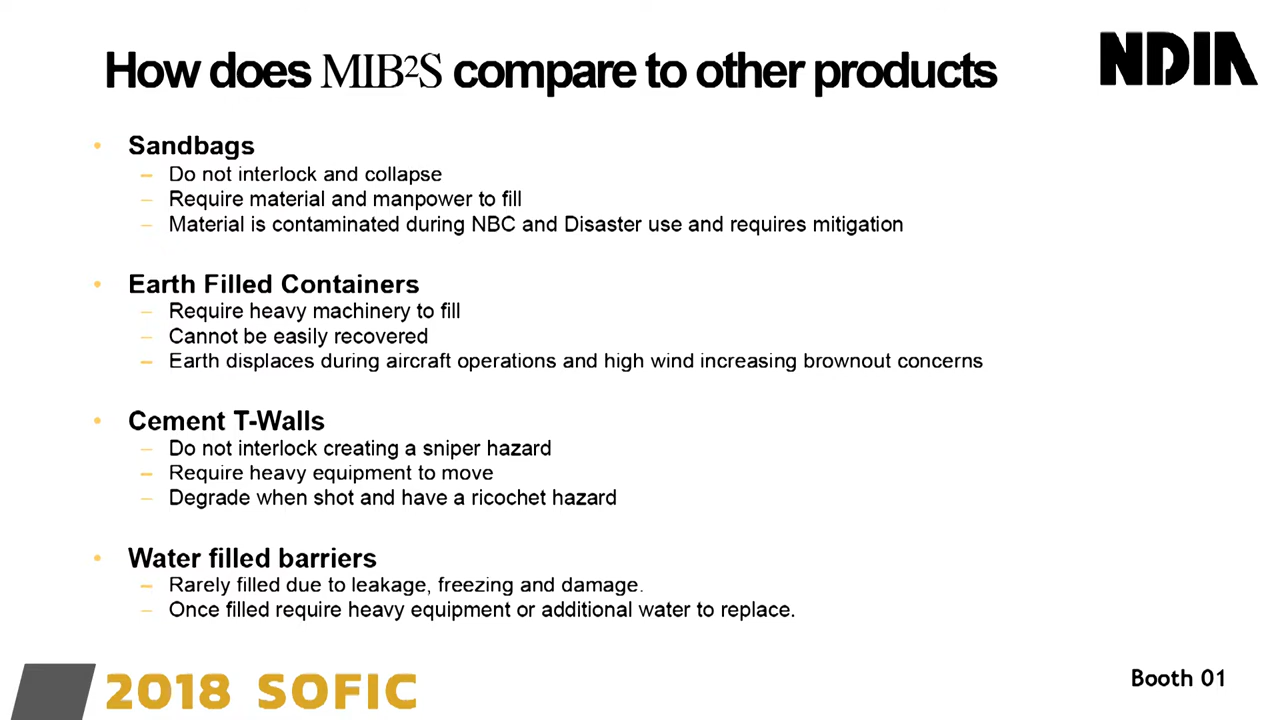 How does MIB²S compare to other products
NDIA
• Sandbags
– Do not interlock and collapse
– Require material and manpower to fill
– Material is contaminated during NBC and Disaster use and requires mitigation
• Earth Filled Containers
– Require heavy machinery to fill
– Cannot be easily recovered
– Earth displaces during aircraft operations and high wind increasing brownout concerns
• Cement T-Walls
– Do not interlock creating a sniper hazard
– Require heavy equipment to move
– Degrade when shot and have a ricochet hazard
• Water filled barriers
– Rarely filled due to leakage, freezing and damage.
– Once filled require heavy equipment or additional water to replace.
2018 SOFIC
Booth 01